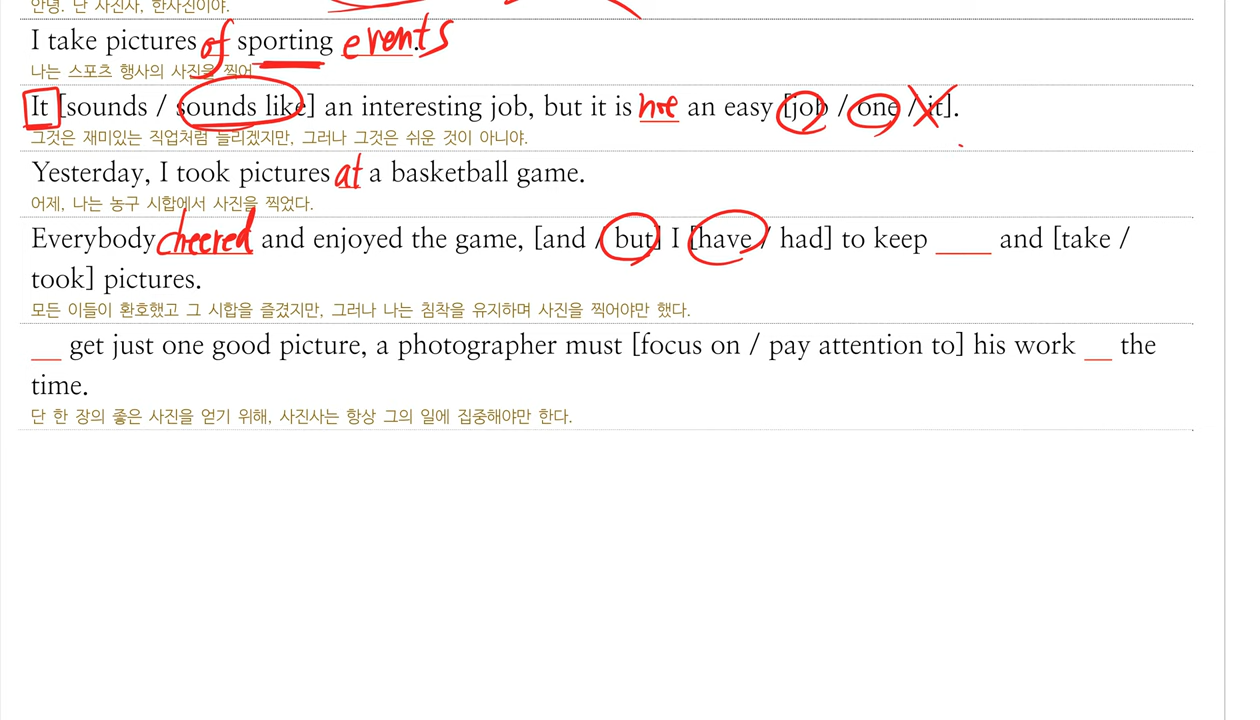 안녕. 난 사진사, 한사진이야.
I take pictures of sporting events.
나는 스포츠 행사의 사진을 찍어
It [sounds / sounds like] an interesting job, but it is not an easy [job / one / it].
그것은 재미있는 직업처럼 들리겠지만, 그러나 그것은 쉬운 것이 아니야.
Yesterday, I took pictures at a basketball game.
어제, 나는 농구 시합에서 사진을 찍었다.
Everybody cheered and enjoyed the game, [and / but] I [have / had] to keep ____ and [take /
took] pictures.
모든 이들이 환호했고 그 시합을 즐겼지만, 그러나 나는 침착을 유지하며 사진을 찍어야만 했다.
__ get just one good picture, a photographer must [focus on / pay attention to] his work __ the
time.
단 한 장의 좋은 사진을 얻기 위해, 사진사는 항상 그의 일에 집중해야만 한다.